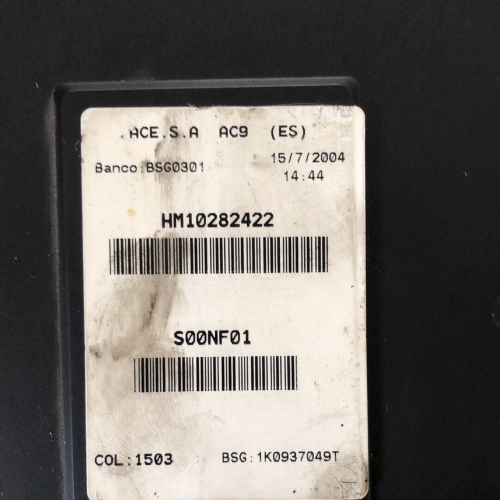 ACE.S.A AC9 (ES)
Banco:BSG0301 15/7/2004
14:44
HM10282422
S00NF01
COL:1503 BSG:1K0937049T